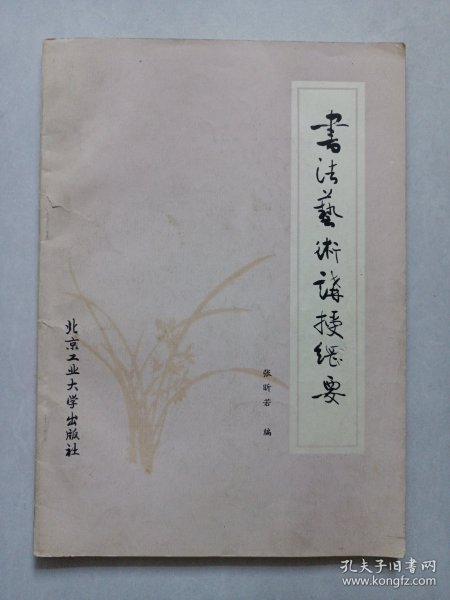 書法藝術講授綱要
张昕若 编
北京工业大学出版社
孔夫子旧书网
www.kongfz.com